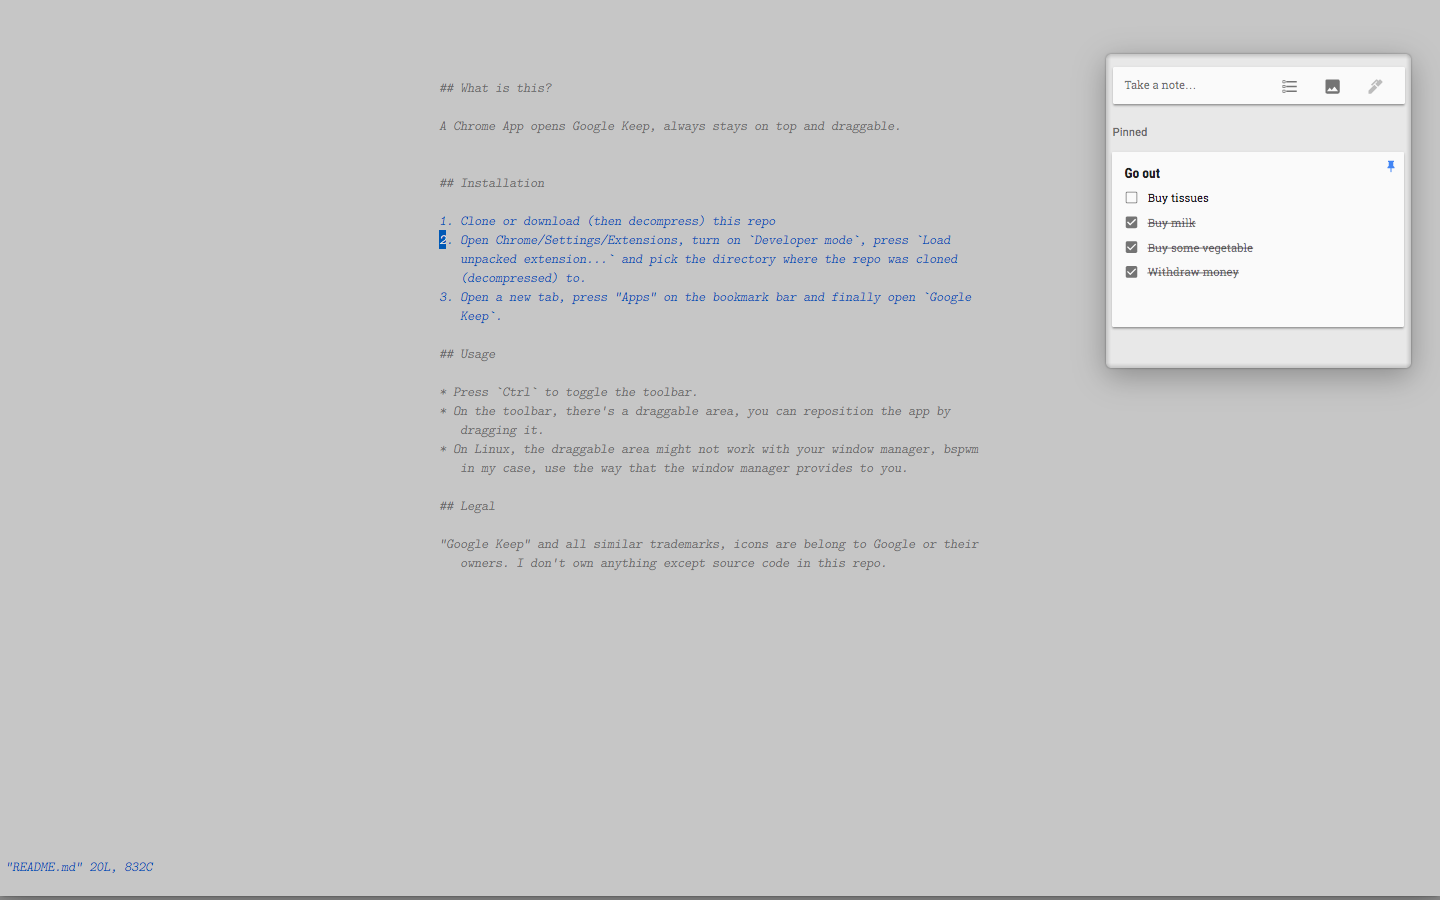 ## What is this?
A Chrome App opens Google Keep, always stays on top and draggable.
## Installation
1. Clone or download (then decompress) this repo
2. Open Chrome/Settings/Extensions, turn on `Developer mode`, press `Load
unpacked extension...` and pick the directory where the repo was cloned
(decompressed) to.
3. Open a new tab, press "Apps" on the bookmark bar and finally open `Google
Keep`.
## Usage
* Press `Ctrl` to toggle the toolbar.
* On the toolbar, there's a draggable area, you can reposition the app by
dragging it.
* On Linux, the draggable area might not work with your window manager, bspwm
in my case, use the way that the window manager provides to you.
## Legal
"Google Keep" and all similar trademarks, icons are belong to Google or their
owners. I don't own anything except source code in this repo.
"README.md" 20L, 832C
Take a note...
Pinned
Go out
Buy tissues
Buy milk
Buy some vegetable
Withdraw money